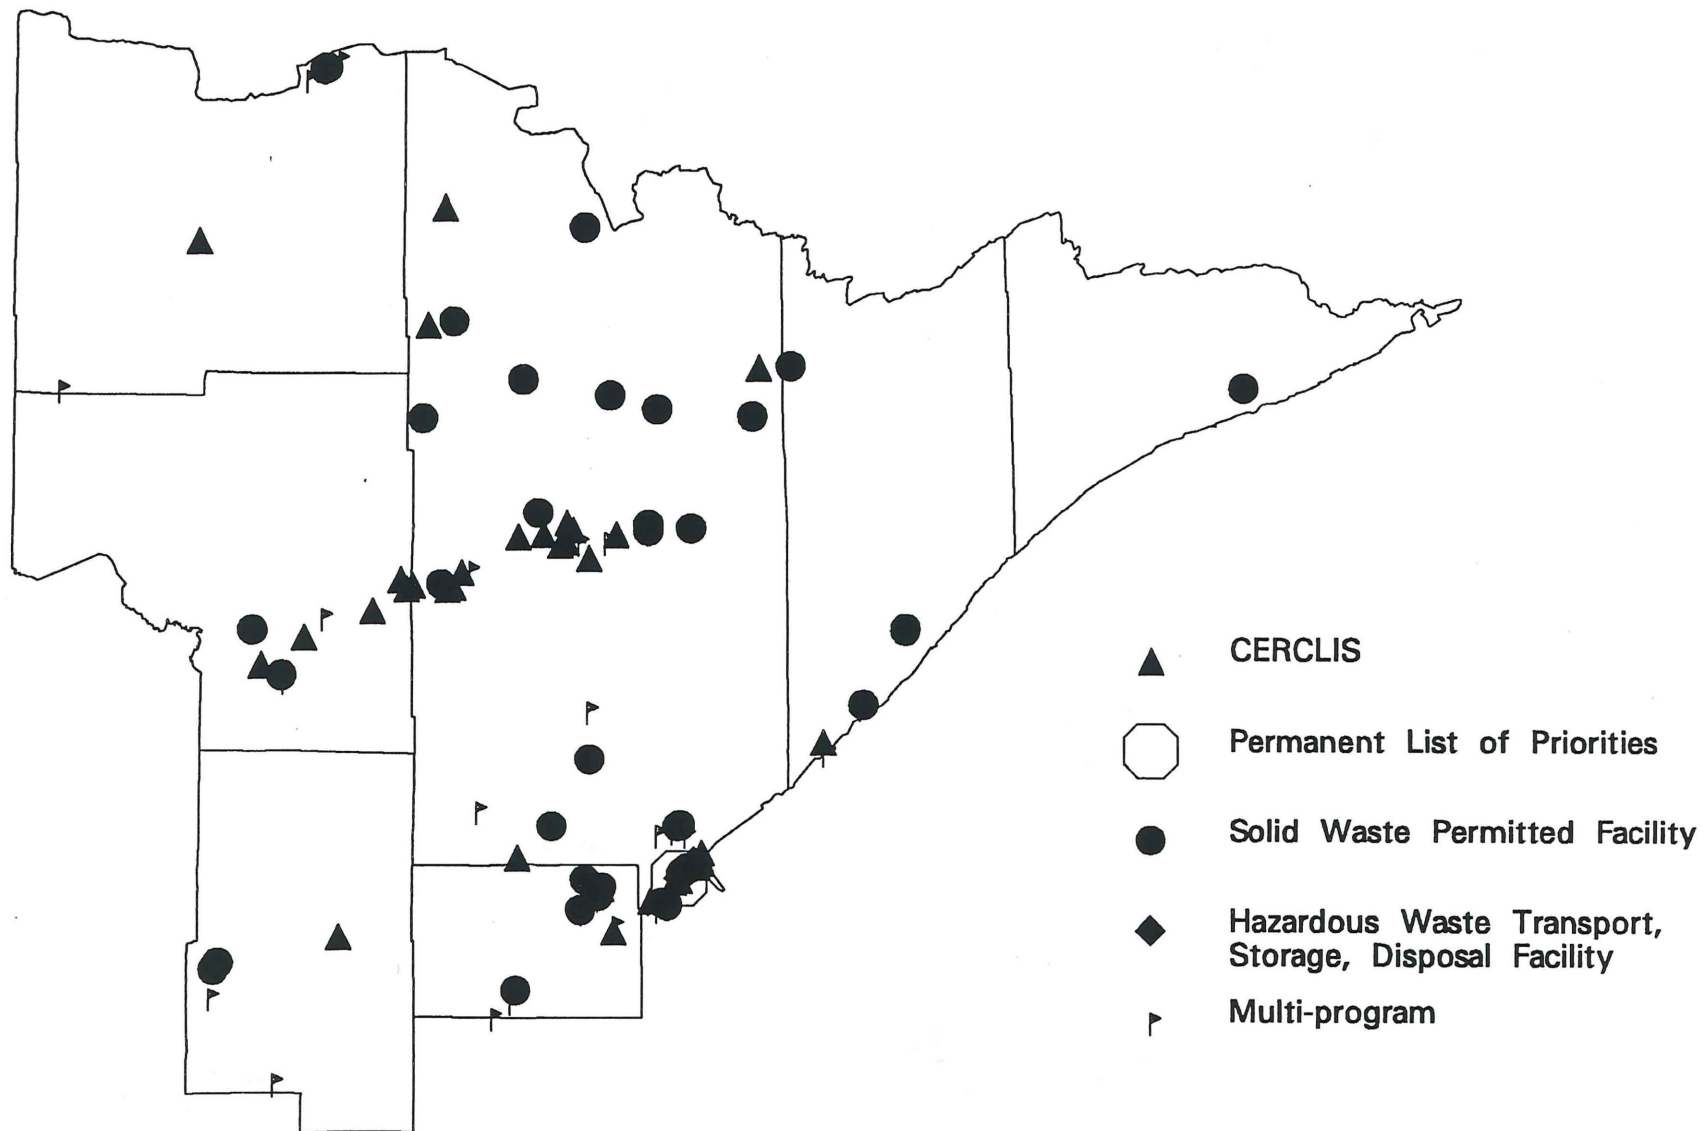 CERCLIS
Permanent List of Priorities
Solid Waste Permitted Facility
Hazardous Waste Transport,
Storage, Disposal Facility
Multi-program